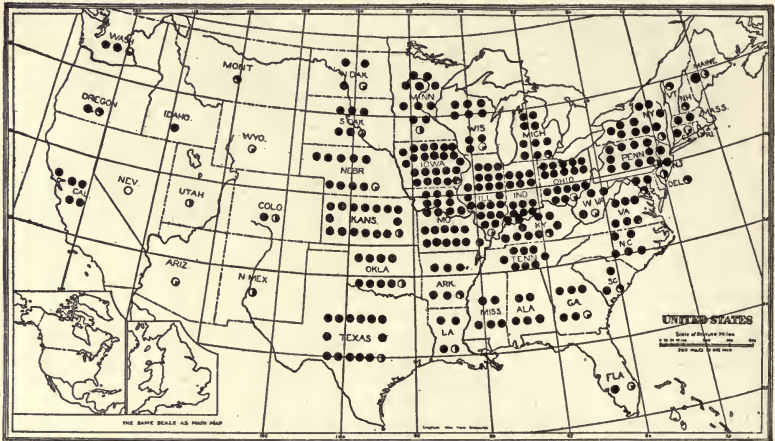 WASH.
MONT
N.DAK.
MINN
MAINE
VT.
N.H.
OREGON
IDAHO.
S.DAK.
WIS
MICH
N.Y.
MASS.
R.I.
WYO.
NEBR
IOWA
PENN
N.J.
NEV.
UTAH
COLO
KANS.
MO
ILL
IND
OHIO
W VA
DEL
CAL
VA
KY
ARIZ
N MEX
OKLA
ARK.
TENN
N.C.
S.C.
TEXAS
LA
MISS
ALA
GA.
FLA
UNITED STATES
Scale of Statute Miles
THE SAME SCALE AS MAIN MAP